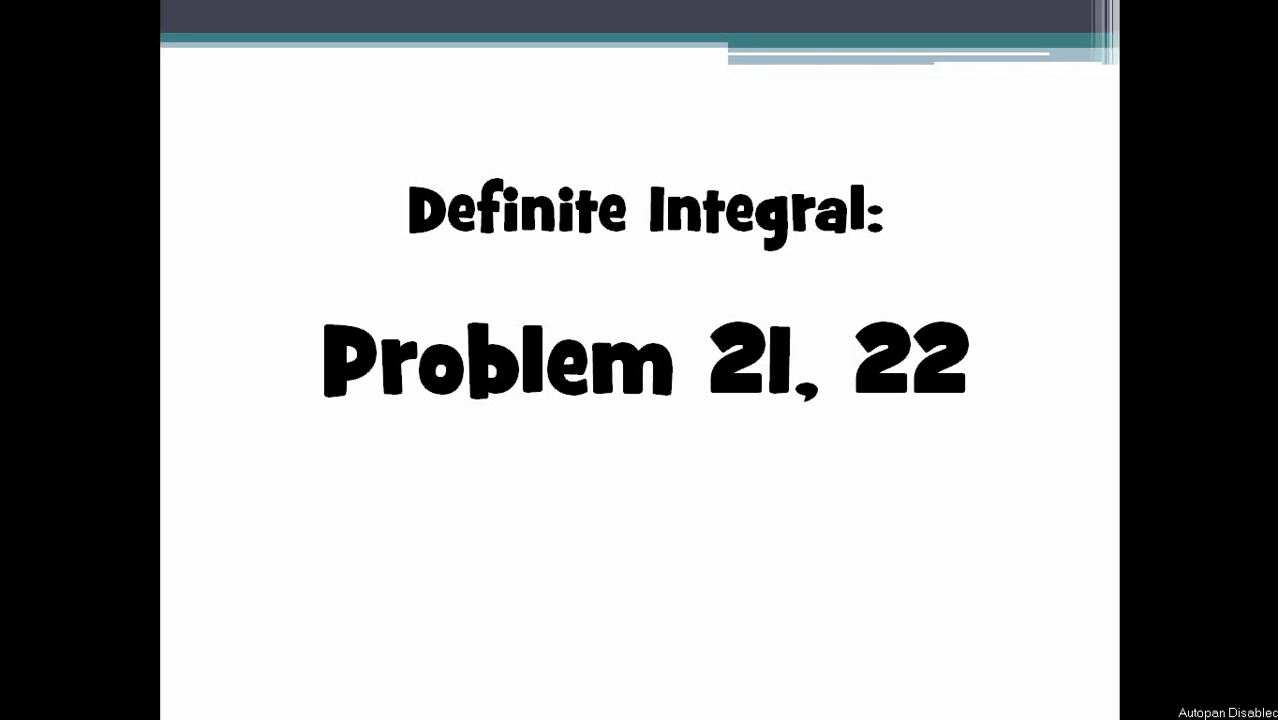 Definite Integral:
Problem 21, 22
Autopan Disabled